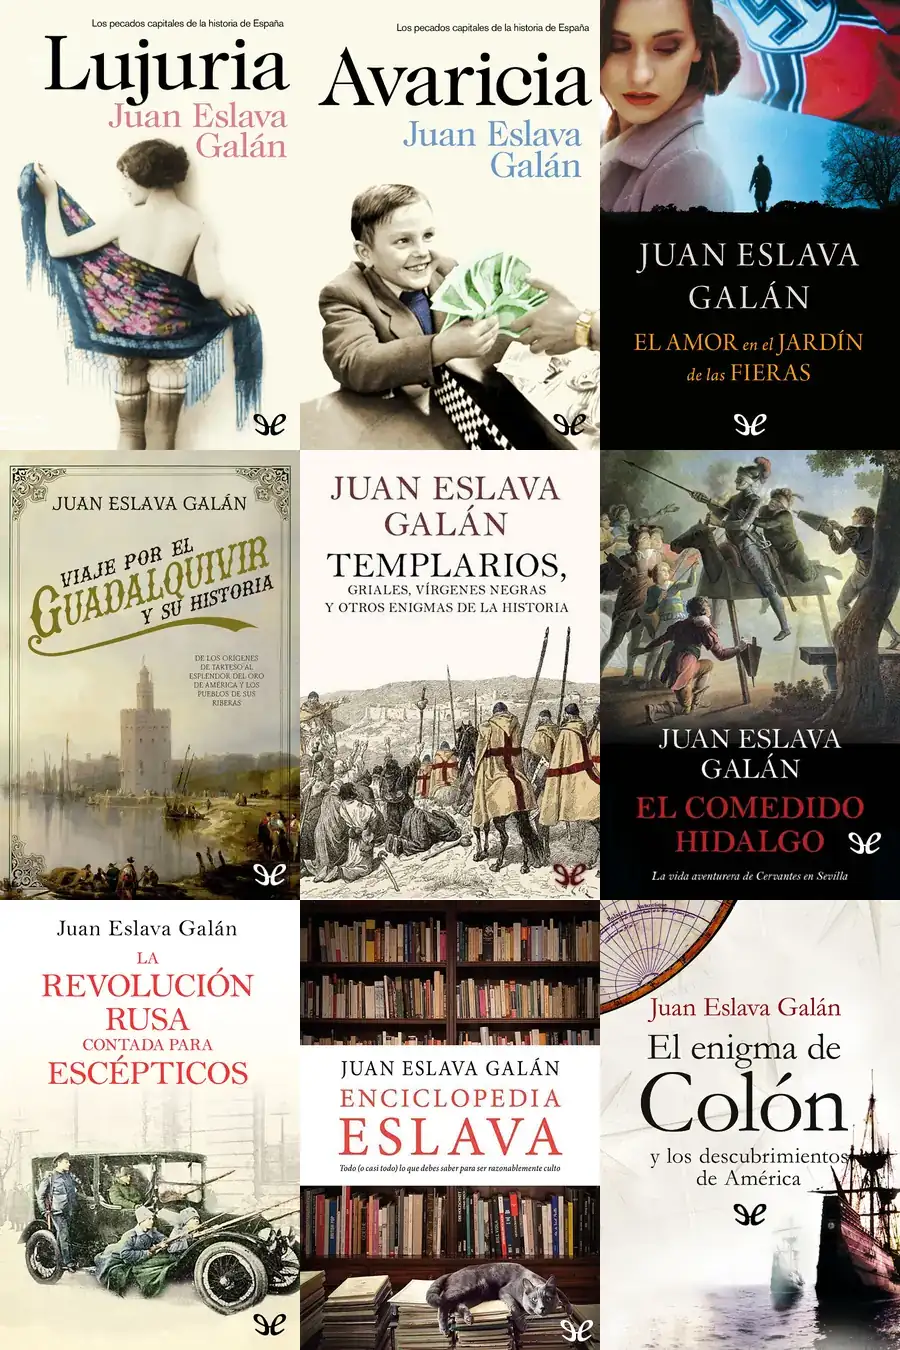 Los pecados capitales de la historia de España
Lujuria
Juan Eslava
Galán
Los pecados capitales de la historia de España
Avaricia
Juan Eslava
Galán
JUAN ESLAVA
GALÁN
EL AMOR en el JARDÍN
de las FIERAS
JUAN ESLAVA GALÁN
VIAJE POR EL
GUADALQUIVIR
Y SU HISTORIA
DE LOS ORÍGENES
DE TARTESO AL
ESPLENDOR DEL ORO
DE AMÉRICA Y LOS
PUEBLOS DE SUS
RIBERAS
JUAN ESLAVA
GALÁN
TEMPLARIOS,
GRIALES, VÍRGENES NEGRAS
Y OTROS ENIGMAS DE LA HISTORIA
JUAN ESLAVA
GALÁN
EL COMEDIDO
HIDALGO
La vida aventurera de Cervantes en Sevilla
Juan Eslava Galán
LA
REVOLUCIÓN
RUSA
CONTADA PARA
ESCÉPTICOS
JUAN ESLAVA GALÁN
ENCICLOPEDIA
ESLAVA
Todo (o casi todo) lo que debes saber para ser razonablemente culto
Juan Eslava Galán
El enigma de
Colón
y los descubrimientos
de América